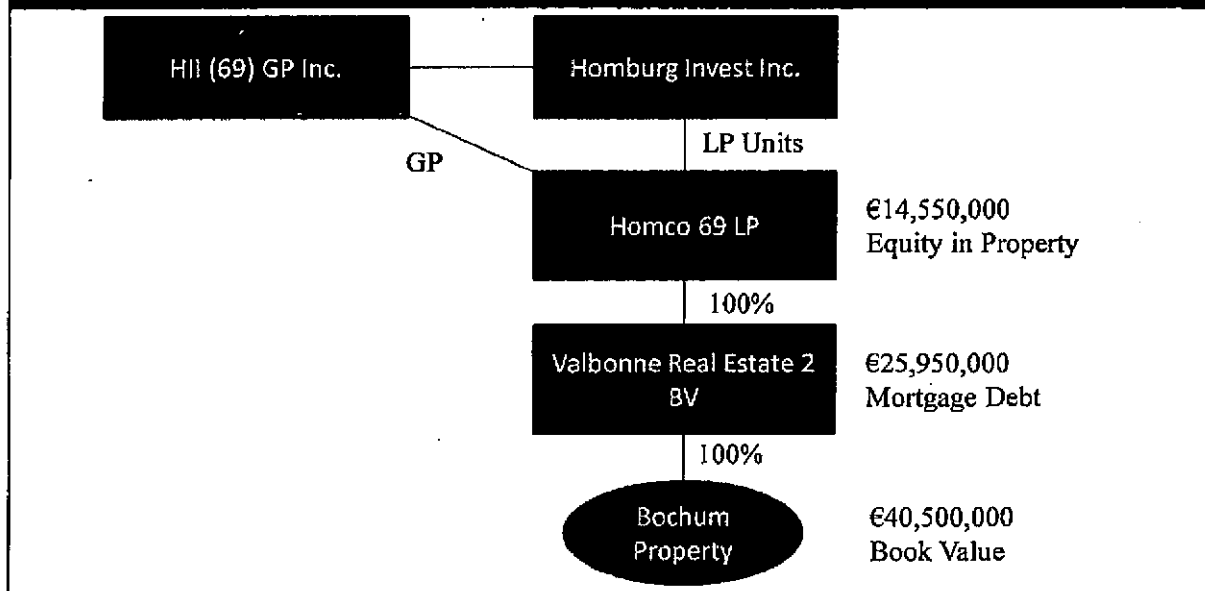 HII (69) GP Inc.
Homburg Invest Inc.
GP
LP Units
Homco 69 LP
€14,550,000
Equity in Property
100%
Valbonne Real Estate 2
BV
€25,950,000
Mortgage Debt
100%
Bochum
Property
€40,500,000
Book Value